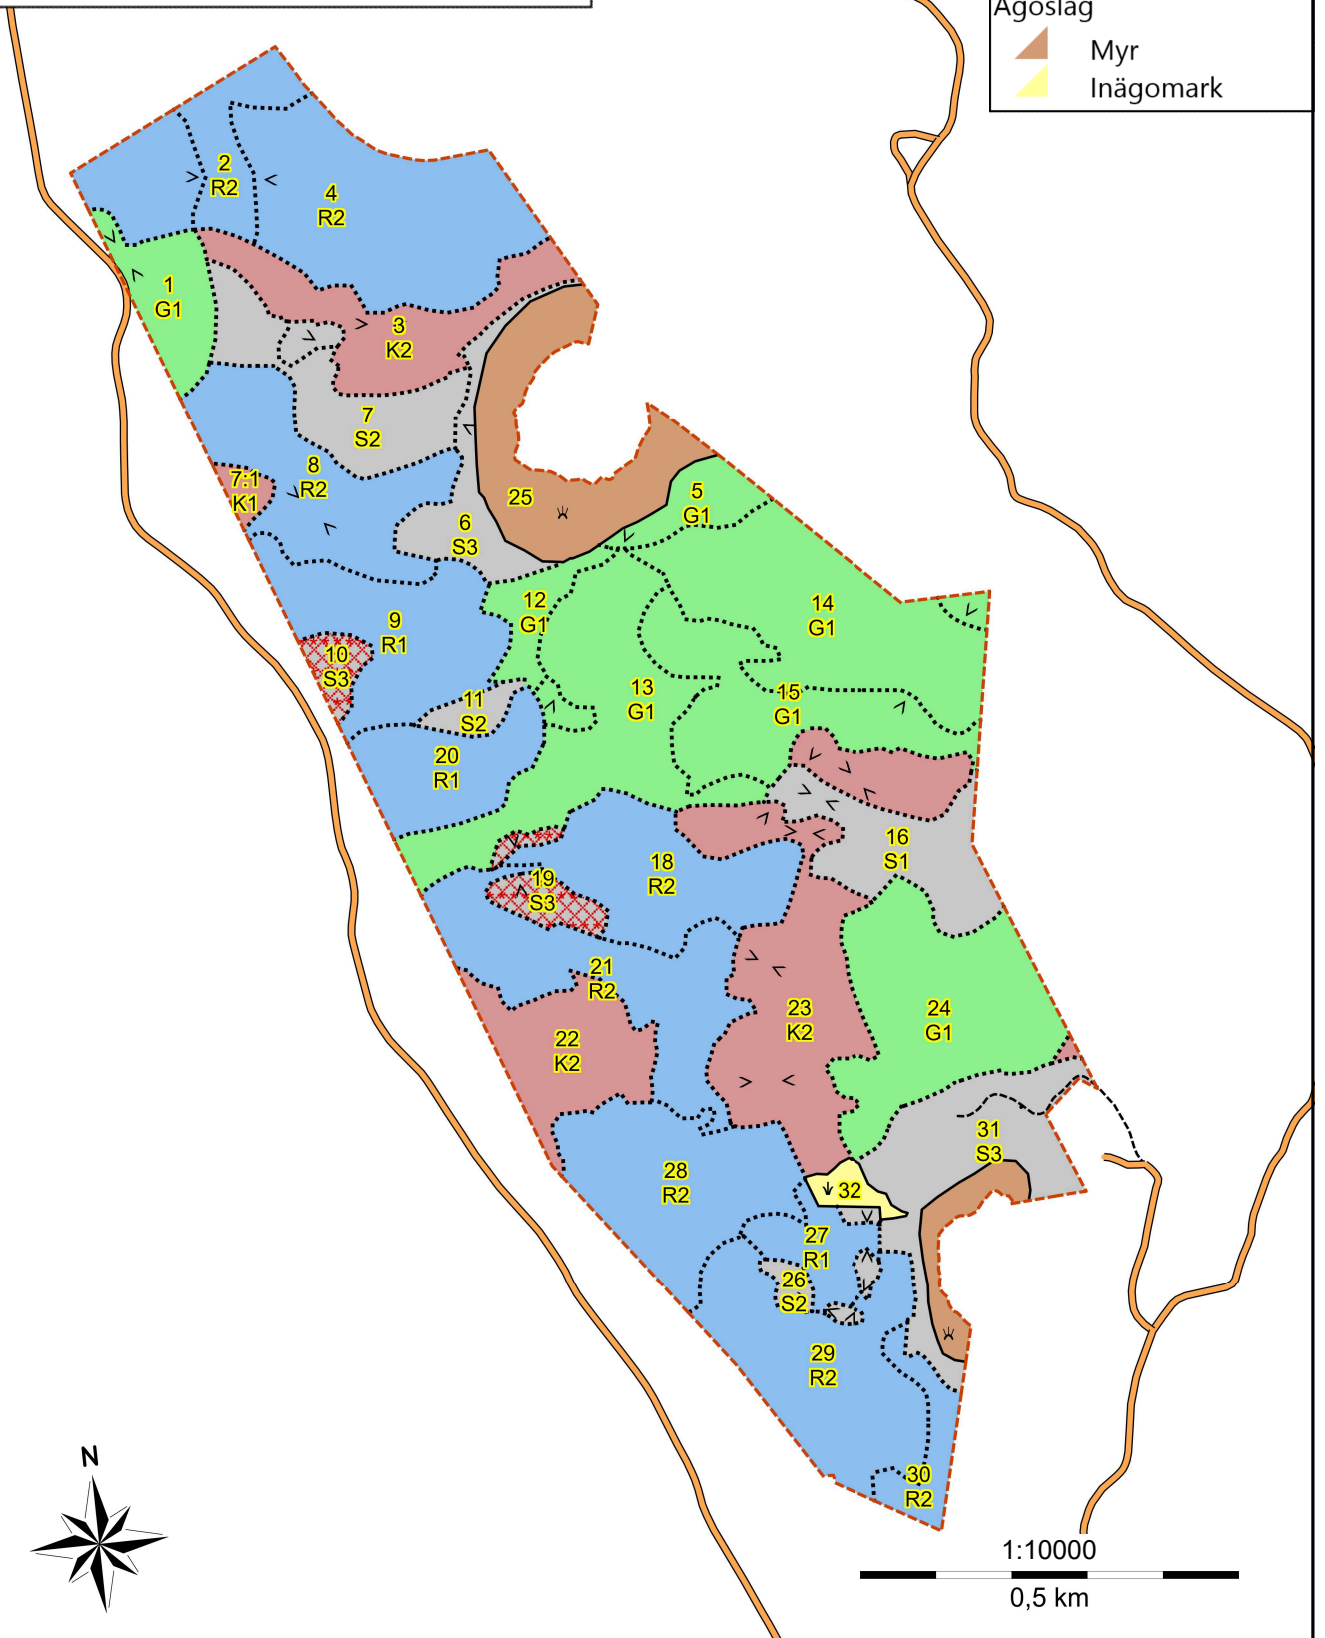 Ägoslag
Myr
Inägomark
2
R2
4
R2
1
G1
3
K2
7
S2
8
R2
7:1
K1
25
5
G1
6
S3
12
G1
14
G1
9
R1
10
S3
13
G1
15
G1
11
S2
20
R1
16
S1
18
R2
19
S3
21
R2
23
K2
24
G1
22
K2
31
S3
28
R2
32
27
R1
26
S2
29
R2
30
R2
N
1:10000
0,5 km